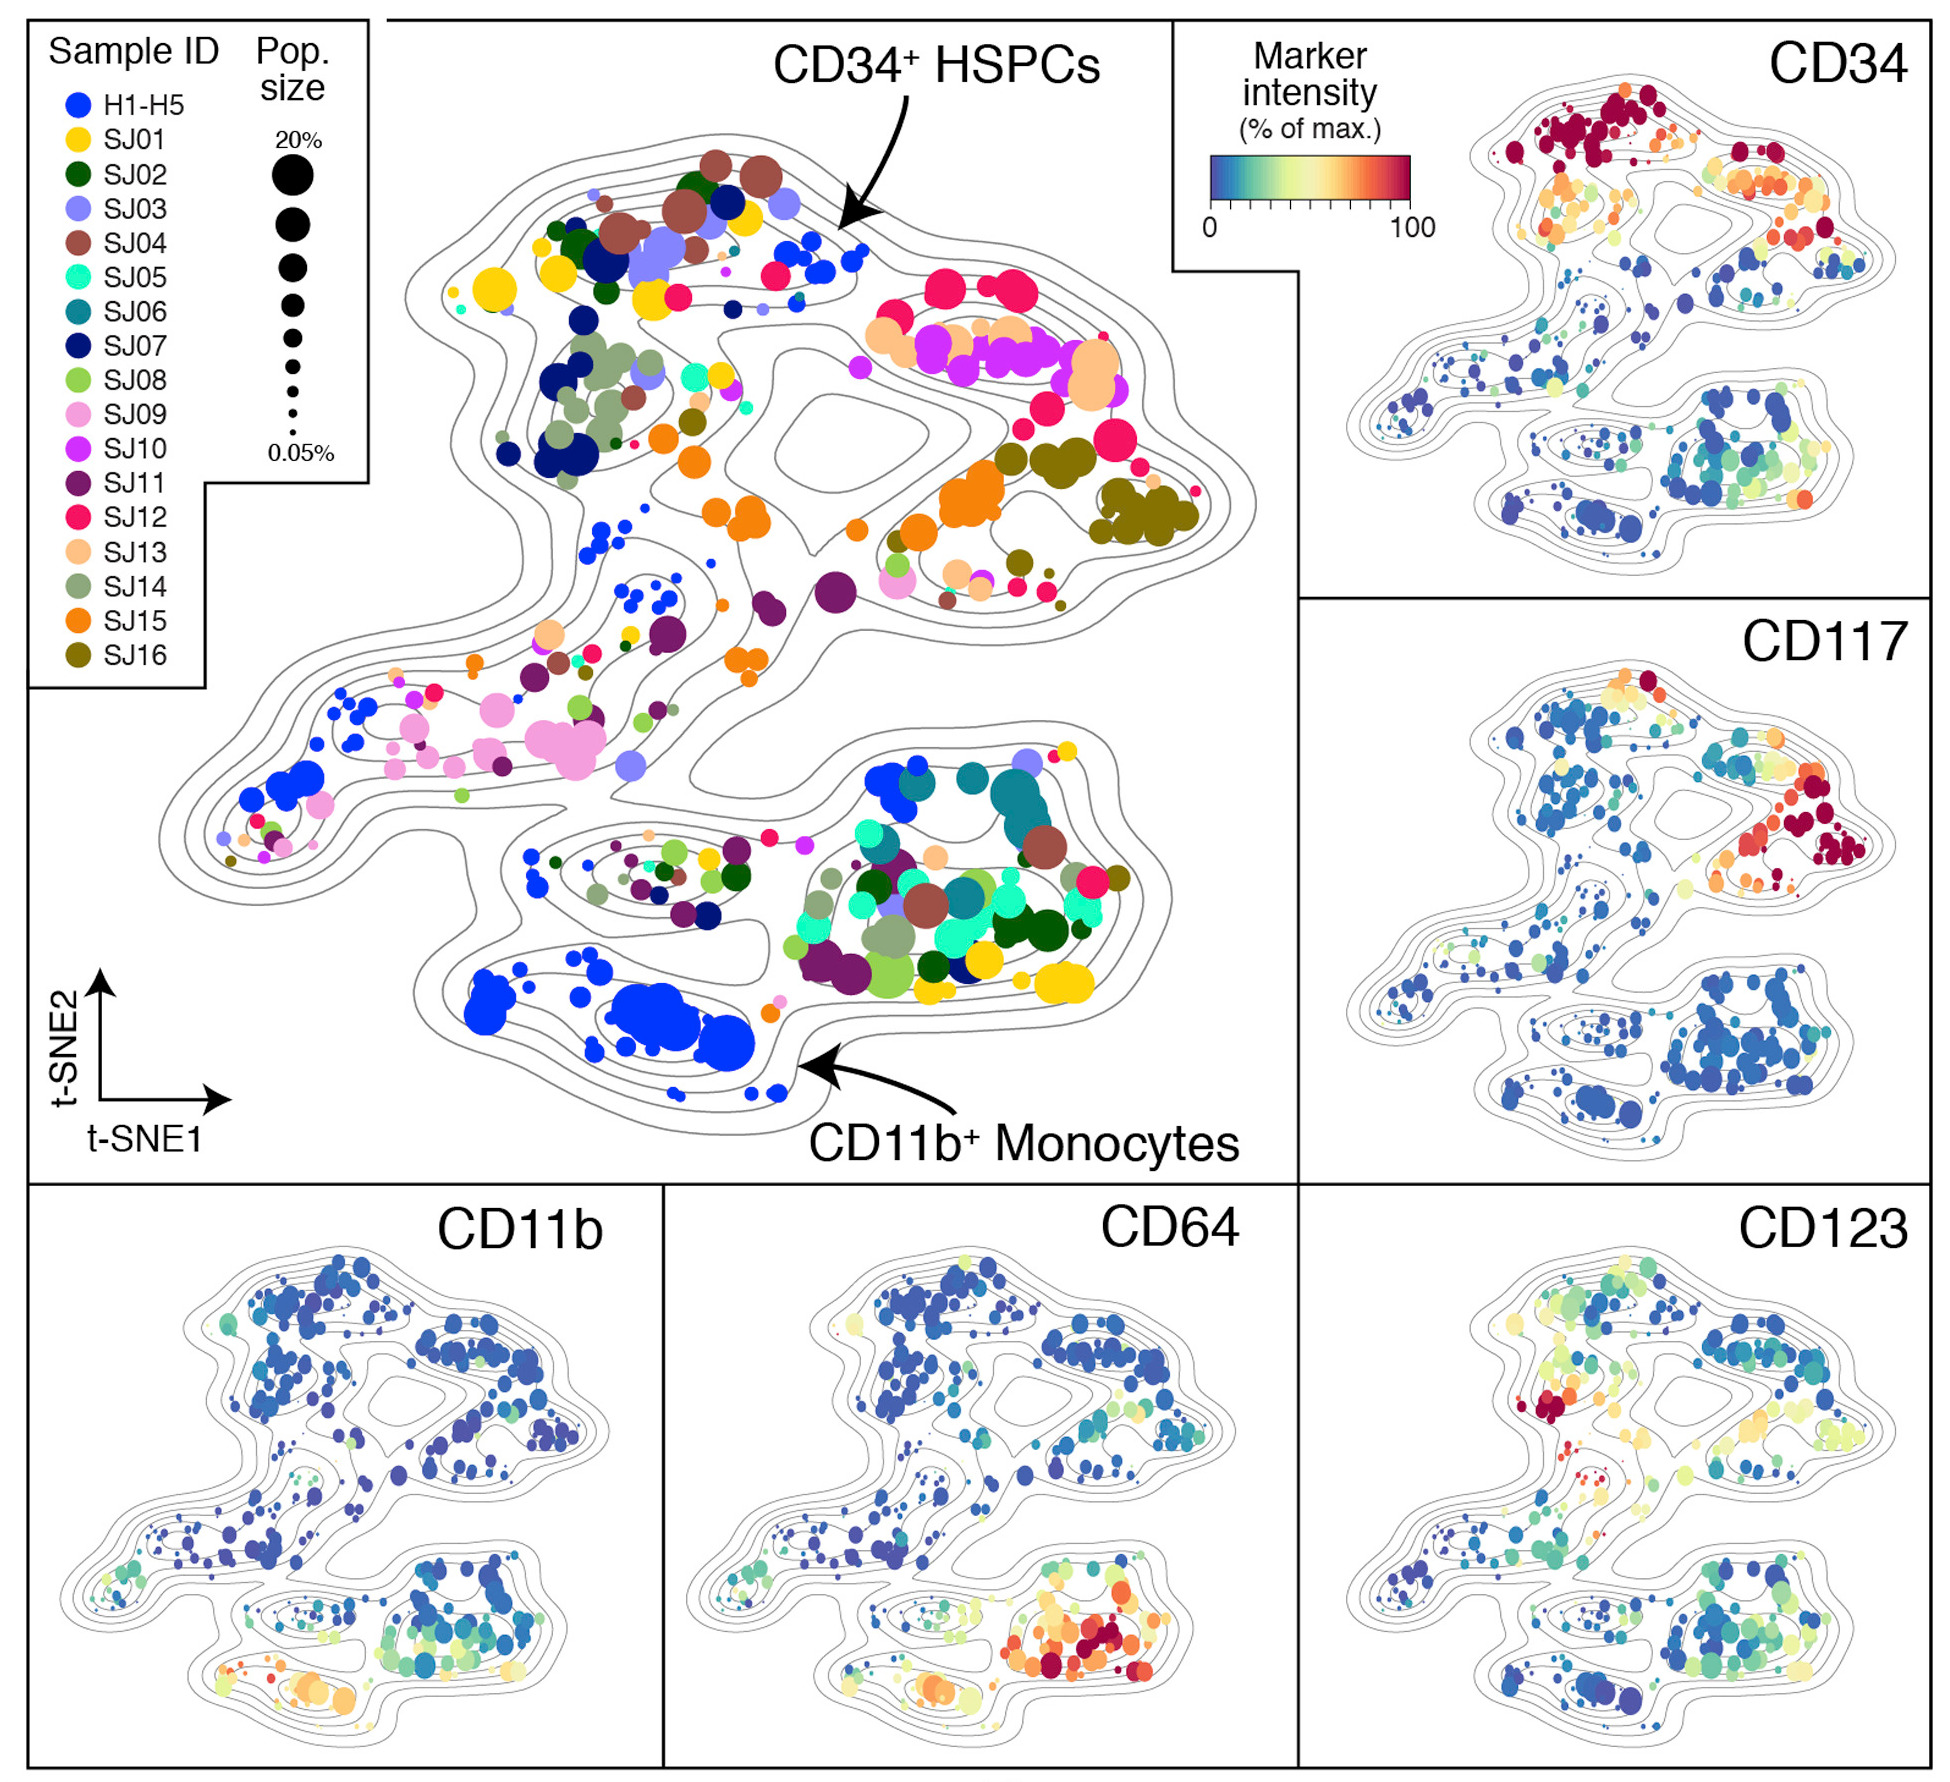 Sample ID
Pop.
size
H1-H5
SJ01
SJ02
SJ03
SJ04
SJ05
SJ06
SJ07
SJ08
SJ09
SJ10
SJ11
SJ12
SJ13
SJ14
SJ15
SJ16
20%
0.05%
CD34⁺ HSPCs
CD11b⁺ Monocytes
t-SNE2
t-SNE1
Marker
intensity
(% of max.)
0 100
CD34
CD117
CD11b
CD64
CD123